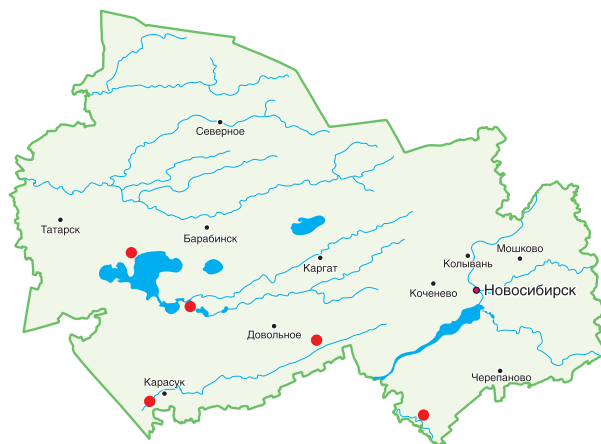 Северное
Татарск
Барабинск
Мошково
Колывань
Каргат
Коченево
Новосибирск
Довольное
Черепаново
Карасук